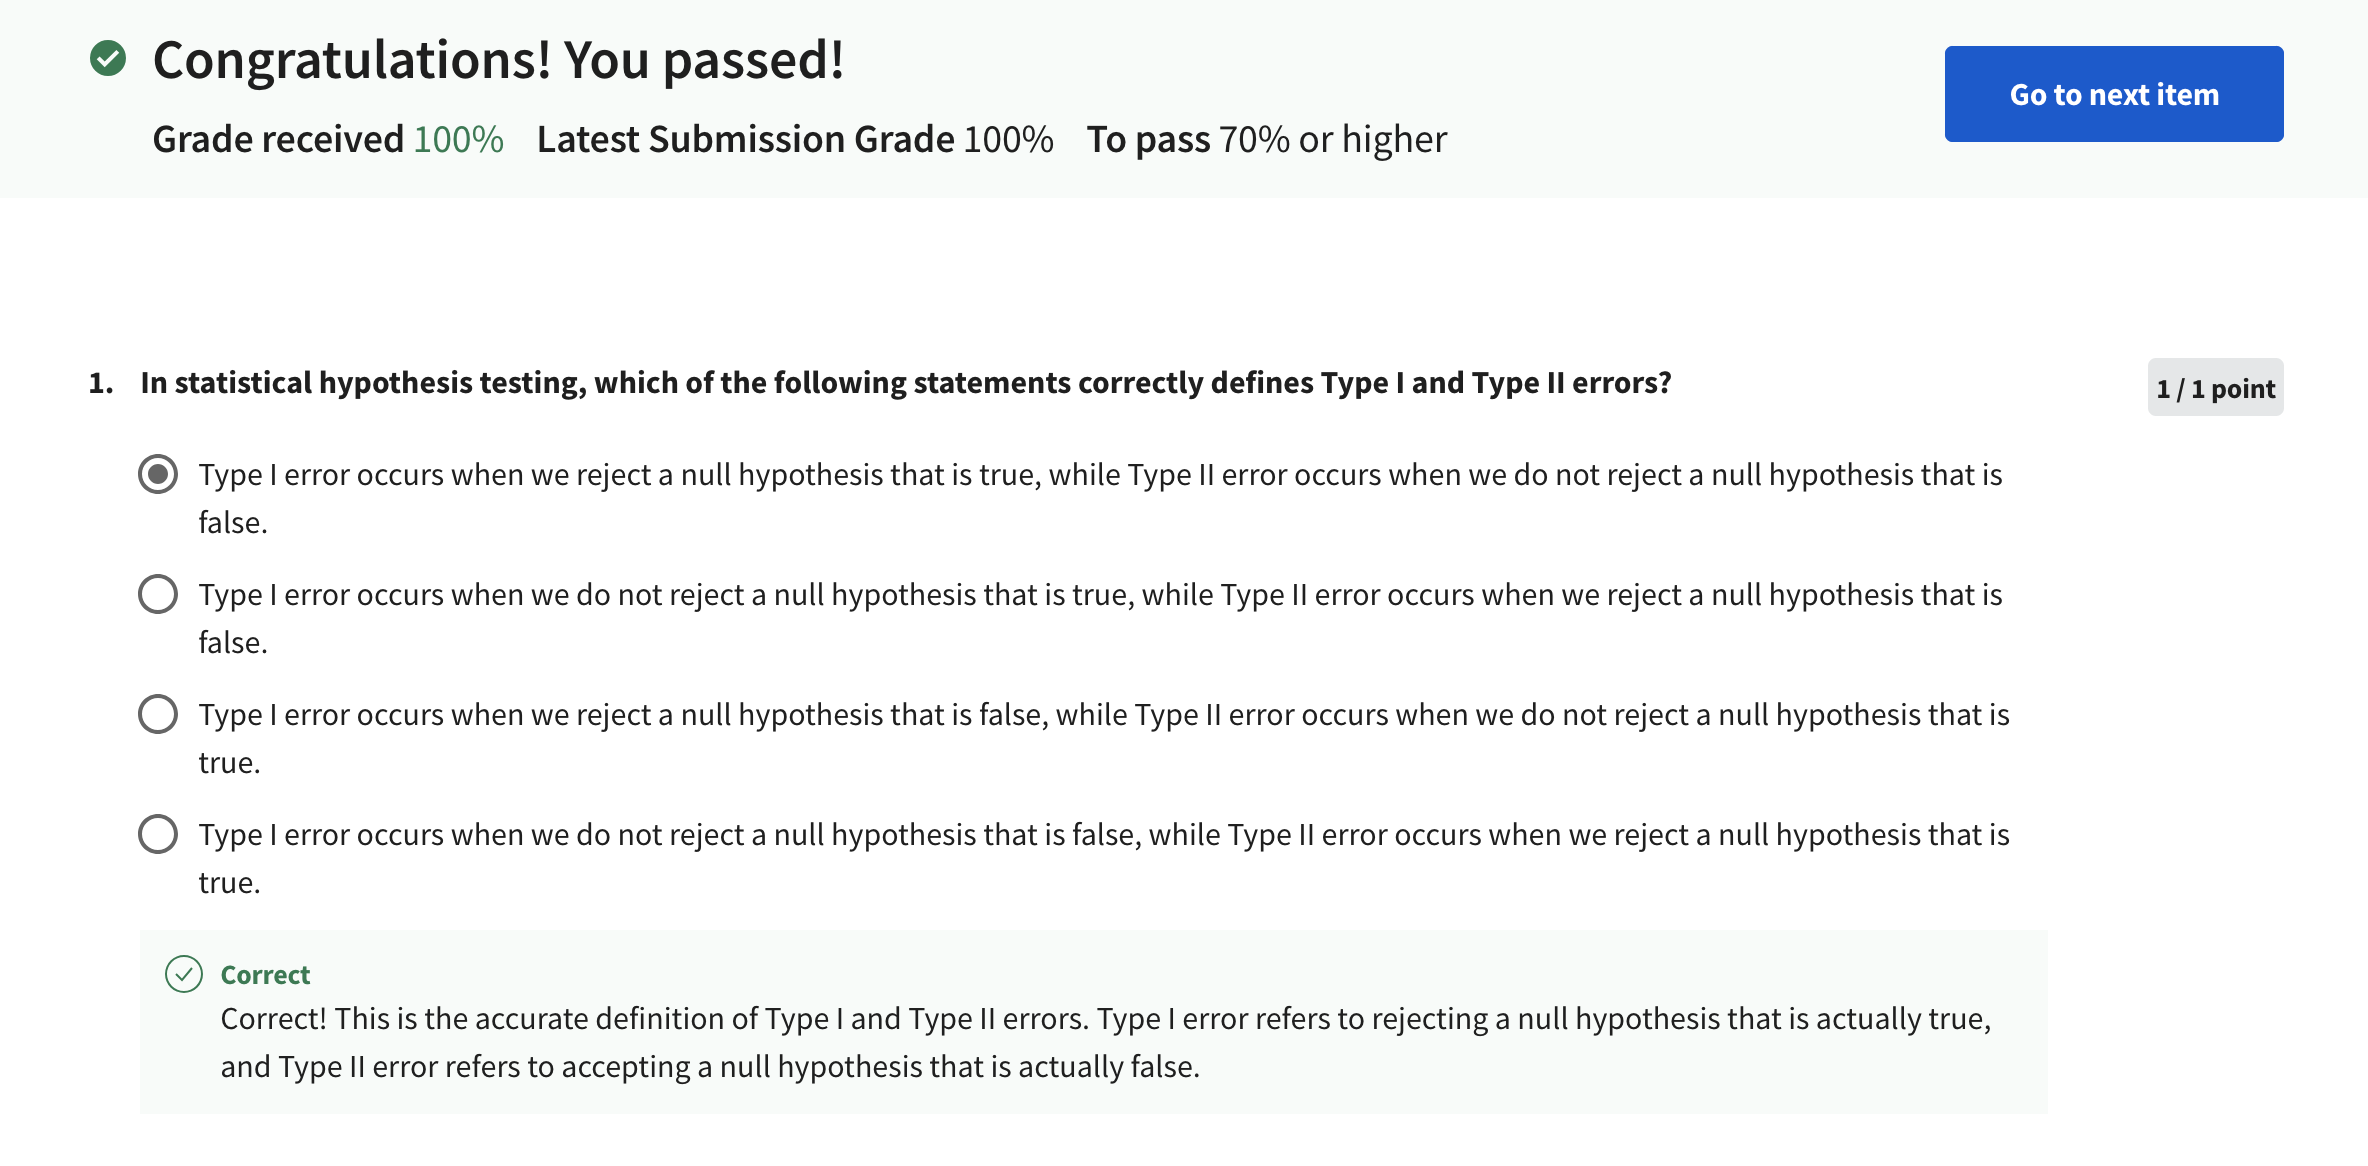 Congratulations! You passed!
Go to next item
Grade received 100% Latest Submission Grade 100% To pass 70% or higher
1. In statistical hypothesis testing, which of the following statements correctly defines Type I and Type II errors?
1 / 1 point
Type I error occurs when we reject a null hypothesis that is true, while Type II error occurs when we do not reject a null hypothesis that is
false.
Type I error occurs when we do not reject a null hypothesis that is true, while Type II error occurs when we reject a null hypothesis that is
false.
Type I error occurs when we reject a null hypothesis that is false, while Type II error occurs when we do not reject a null hypothesis that is
true.
Type I error occurs when we do not reject a null hypothesis that is false, while Type II error occurs when we reject a null hypothesis that is
true.
Correct
Correct! This is the accurate definition of Type I and Type II errors. Type I error refers to rejecting a null hypothesis that is actually true,
and Type II error refers to accepting a null hypothesis that is actually false.